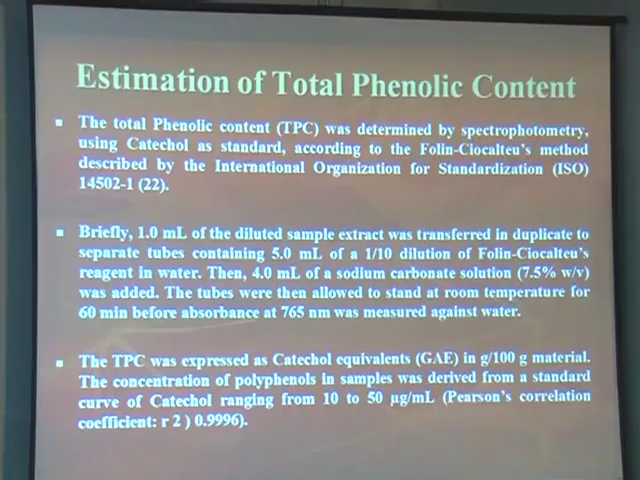 Estimation of Total Phenolic Content
▪ The total Phenolic content (TPC) was determined by spectrophotometry,
using Catechol as standard, according to the Folin-Ciocalteu's method
described by the International Organization for Standardization (ISO)
14502-1 (22).
▪ Briefly, 1.0 mL of the diluted sample extract was transferred in duplicate to
separate tubes containing 5.0 mL of a 1/10 dilution of Folin-Ciocalteu's
reagent in water. Then, 4.0 mL of a sodium carbonate solution (7.5% w/v)
was added. The tubes were then allowed to stand at room temperature for
60 min before absorbance at 765 nm was measured against water.
▪ The TPC was expressed as Catechol equivalents (GAE) in g/100 g material.
The concentration of polyphenols in samples was derived from a standard
curve of Catechol ranging from 10 to 50 µg/mL (Pearson's correlation
coefficient: r 2 ) 0.9996).